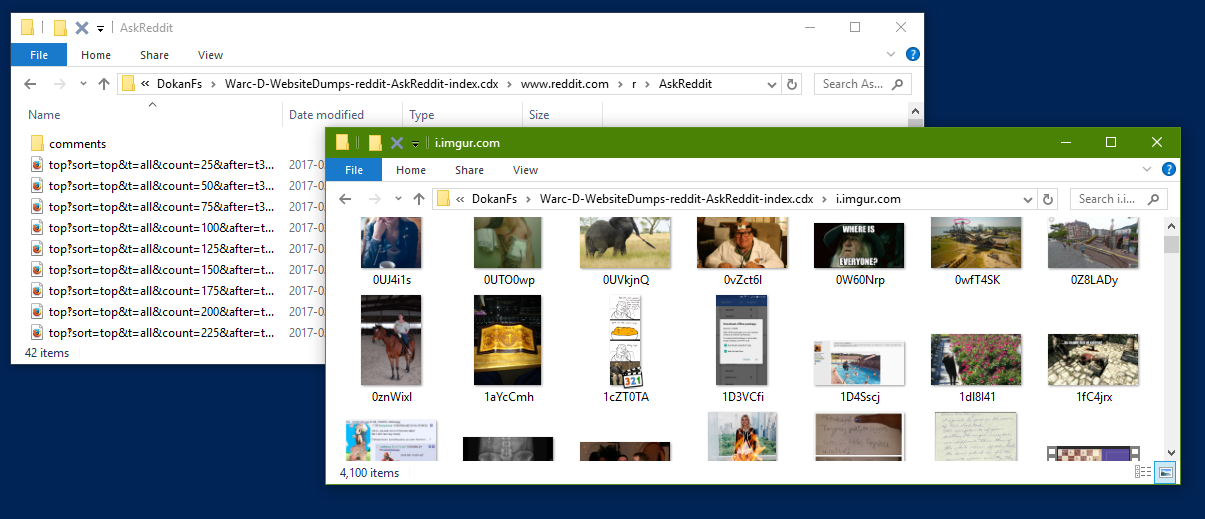 AskReddit
File Home Share View
« DokanFs > Warc-D-WebsiteDumps-reddit-AskReddit-index.cdx > www.reddit.com > r > AskReddit
Search As...
Name Date modified Type Size
comments
top?sort=top&t=all&count=25&after=t3... 2017-0
top?sort=top&t=all&count=50&after=t3... 2017-0
top?sort=top&t=all&count=75&after=t3... 2017-0
top?sort=top&t=all&count=100&after=t... 2017-0
top?sort=top&t=all&count=125&after=t... 2017-0
top?sort=top&t=all&count=150&after=t... 2017-0
top?sort=top&t=all&count=175&after=t... 2017-0
top?sort=top&t=all&count=200&after=t... 2017-0
top?sort=top&t=all&count=225&after=t... 2017-0
42 items
i.imgur.com
File Home Share View
« DokanFs > Warc-D-WebsiteDumps-reddit-AskReddit-index.cdx > i.imgur.com
Search i.i...
WHERE IS
EVERYONE?
0UJ4i1s 0UTO0wp 0UVkjnQ 0vZct6I 0W60Nrp 0wfT4SK 0Z8LADy
321
0znWixl 1aYcCmh 1cZT0TA 1D3VCfi 1D4Sscj 1dI8I41 1fC4jrx
4,100 items